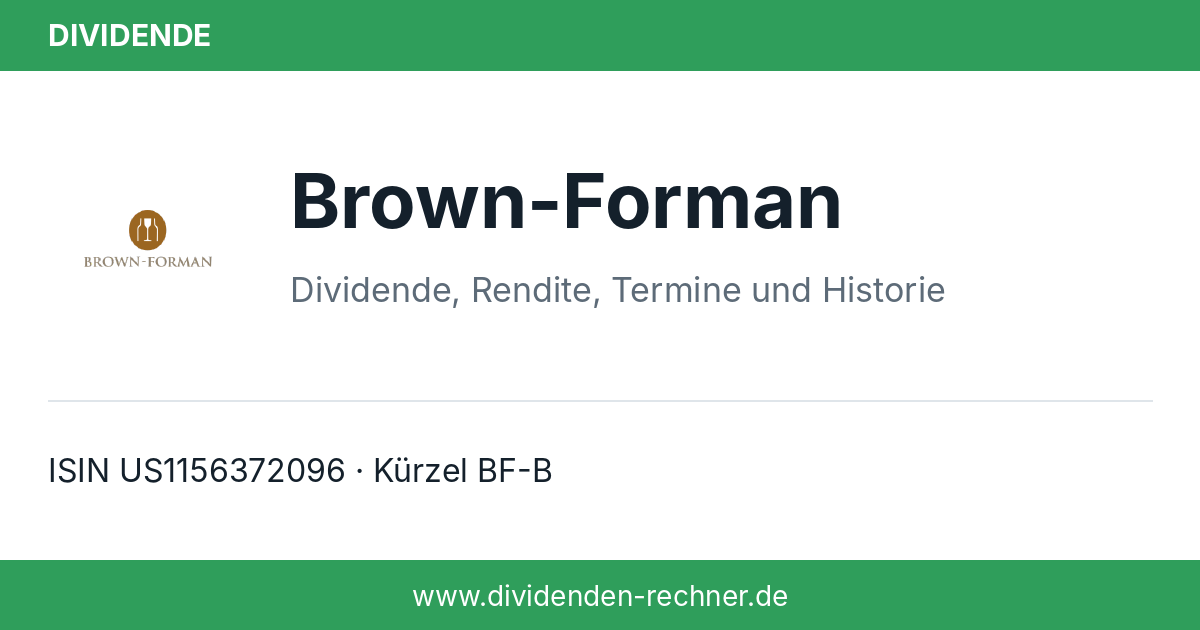 DIVIDENDE
BROWN-FORMAN
Brown-Forman
Dividende, Rendite, Termine und Historie
ISIN US1156372096 · Kürzel BF-B
www.dividenden-rechner.de